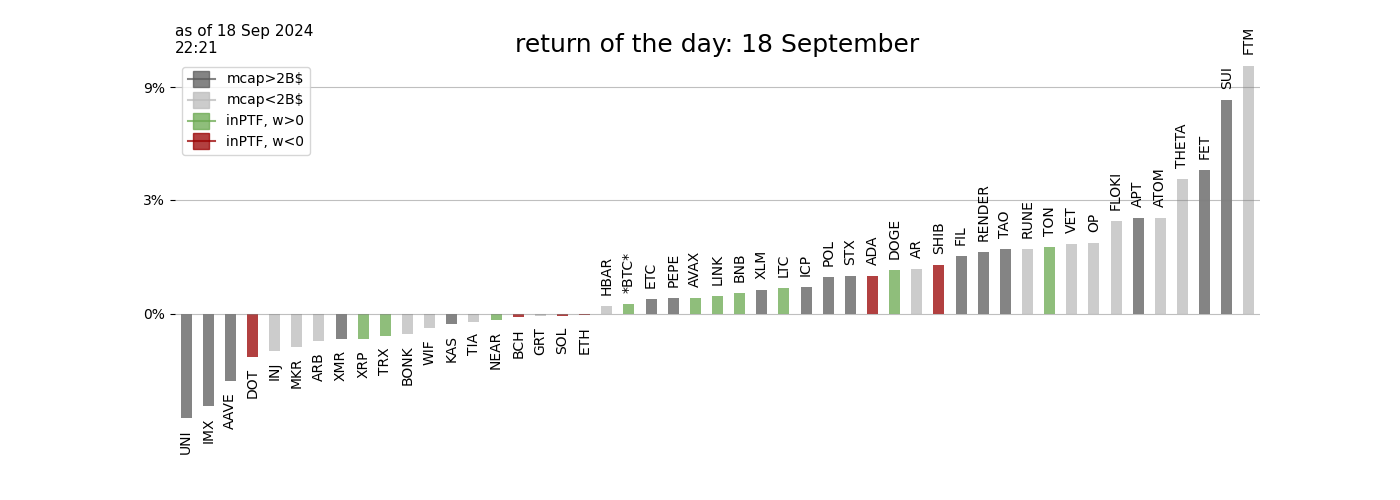 as of 18 Sep 2024
22:21
return of the day: 18 September
mcap>2B$
mcap<2B$
inPTF, w>0
inPTF, w<0
9%
3%
0%
UNI
IMX
AAVE
DOT
INJ
MKR
ARB
XMR
XRP
TRX
BONK
WIF
KAS
TIA
NEAR
BCH
GRT
SOL
ETH
HBAR
*BTC*
ETC
PEPE
AVAX
LINK
BNB
XLM
LTC
ICP
POL
STX
ADA
DOGE
AR
SHIB
FIL
RENDER
TAO
RUNE
TON
VET
OP
FLOKI
APT
ATOM
THETA
FET
SUI
FTM